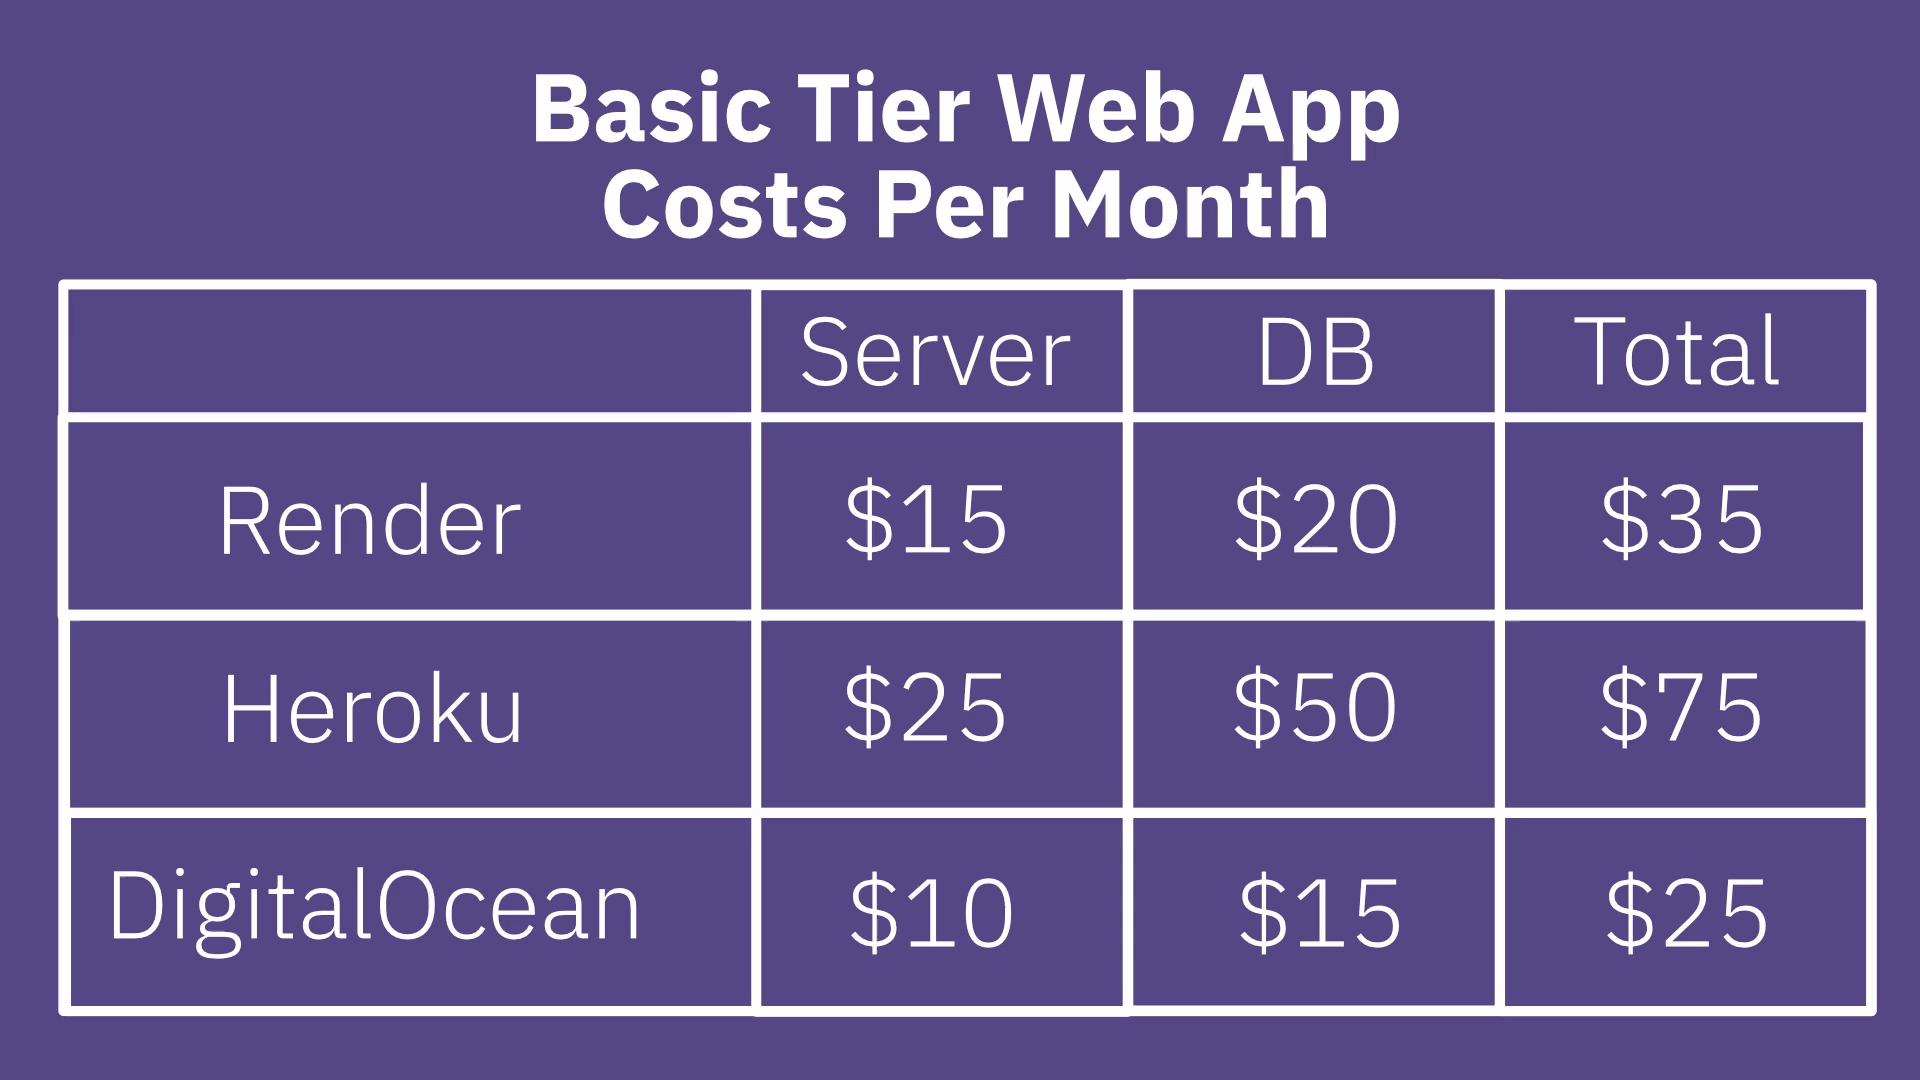 Basic Tier Web App
Costs Per Month
Server DB Total
Render $15 $20 $35
Heroku $25 $50 $75
DigitalOcean $10 $15 $25